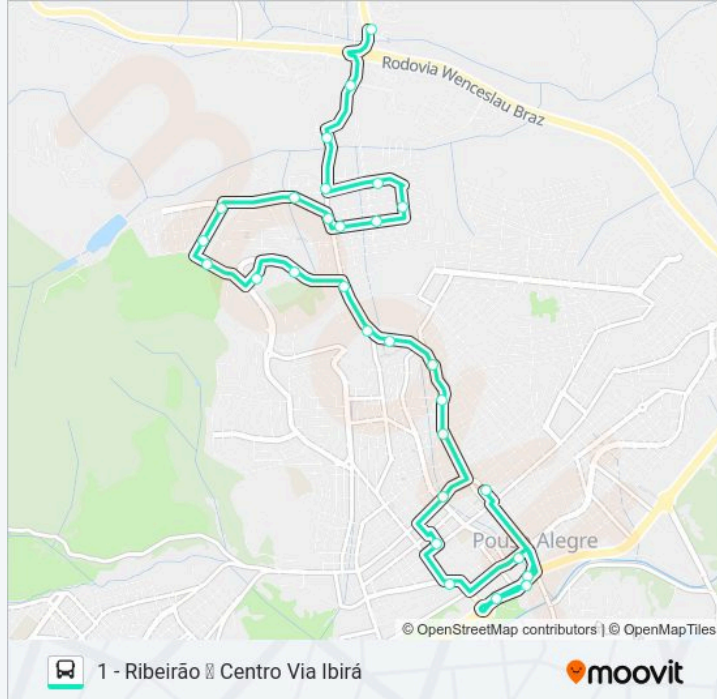 Rodovia Wenceslau Braz
Pouso Alegre
© OpenStreetMap contributors | © OpenMapTiles
1 - Ribeirão  Centro Via Ibirá
moovit